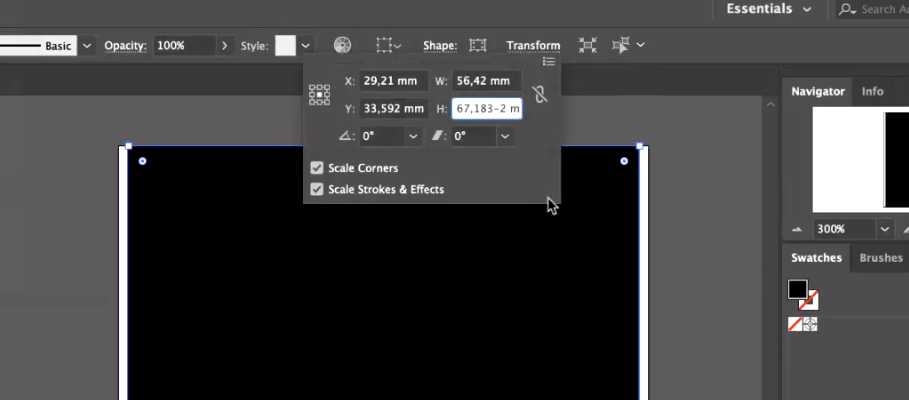 Essentials
Search A
Basic Opacity: 100% Style: Shape: Transform
X: 29,21 mm W: 56,42 mm
Y: 33,592 mm H: 67,183-2 m
0° 0°
Scale Corners
Scale Strokes & Effects
Navigator Info
300%
Swatches Brushes